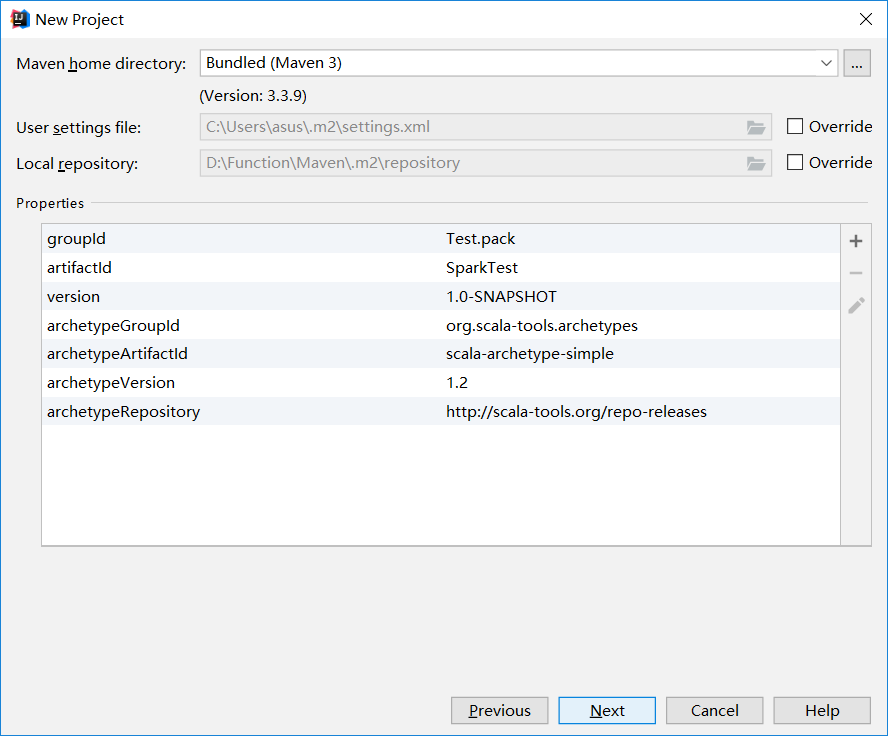 New Project
Maven home directory: Bundled (Maven 3) ...
(Version: 3.3.9)
User settings file: C:\Users\asus\.m2\settings.xml Override
Local repository: D:\Function\Maven\.m2\repository Override
Properties
groupId Test.pack
artifactId SparkTest
version 1.0-SNAPSHOT
archetypeGroupId org.scala-tools.archetypes
archetypeArtifactId scala-archetype-simple
archetypeVersion 1.2
archetypeRepository http://scala-tools.org/repo-releases
Previous Next Cancel Help